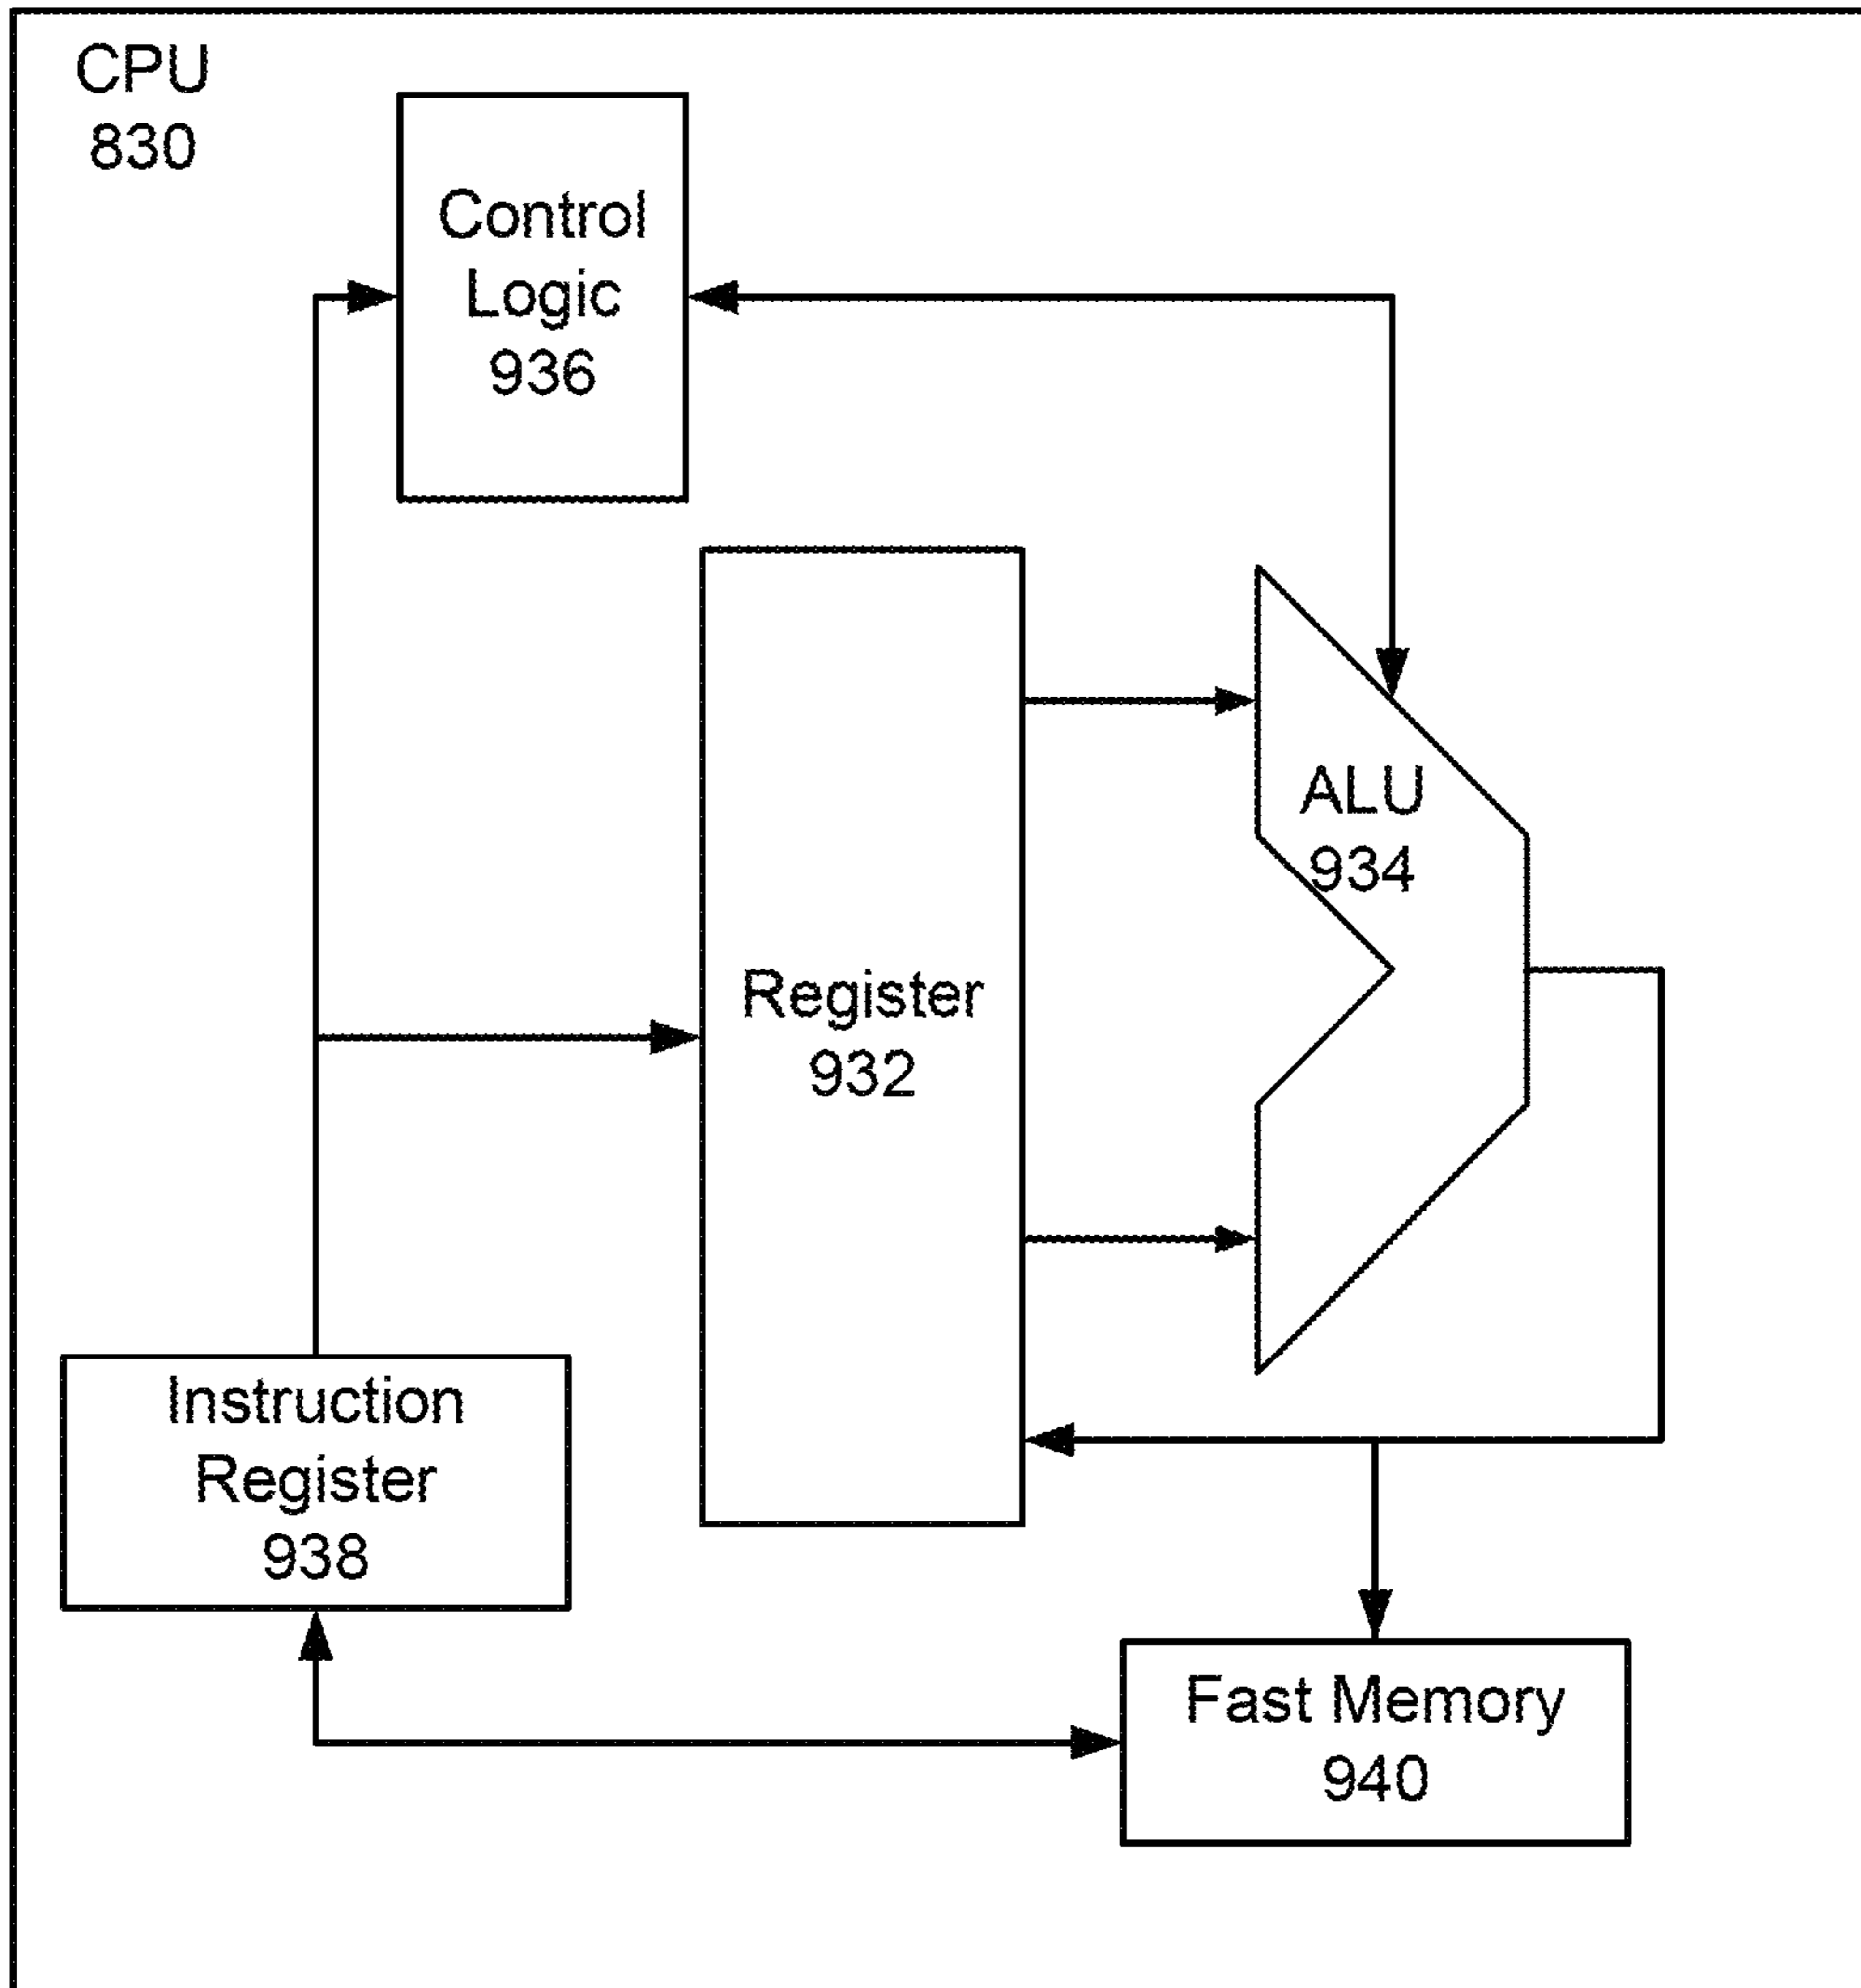 CPU
830
Control
Logic
936
ALU
934
Register
932
Instruction
Register
938
Fast Memory
940